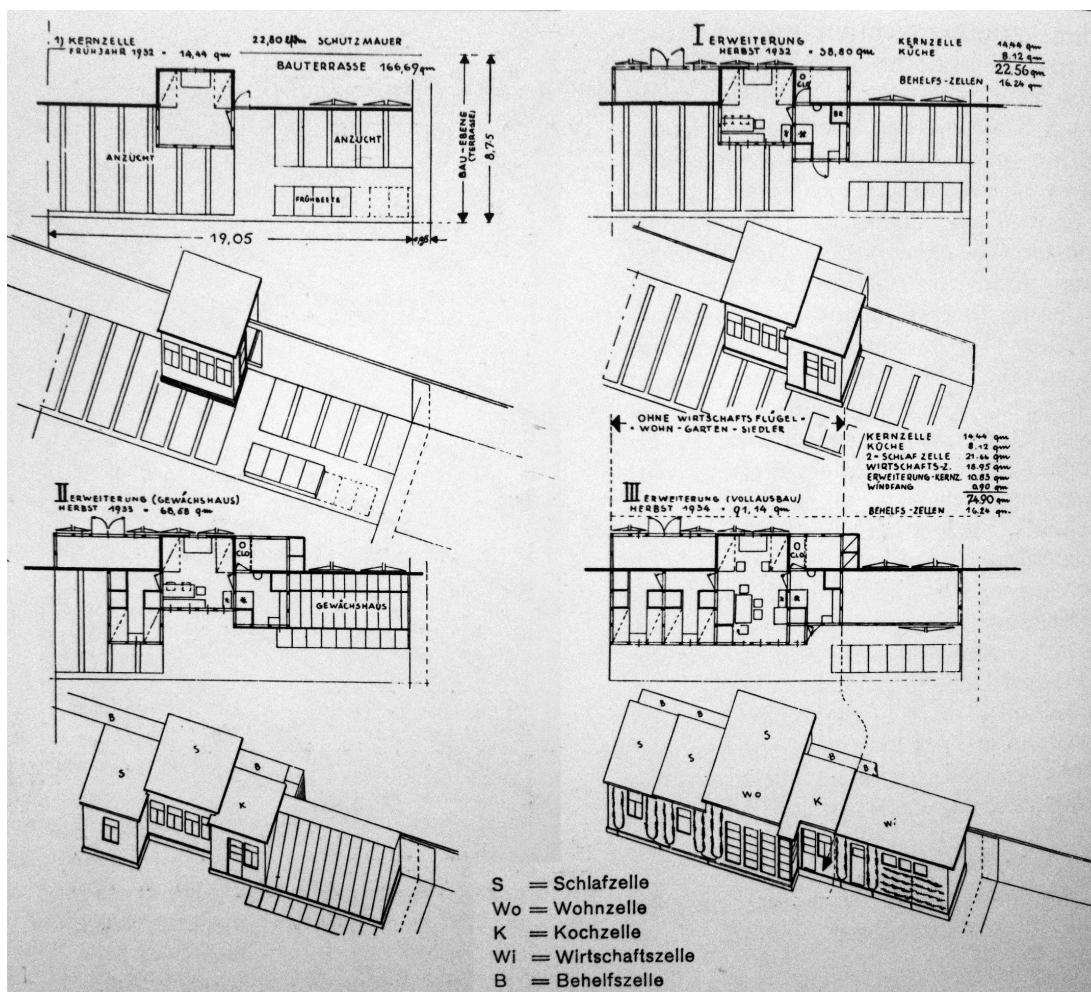 1) KERNZELLE
FRÜHJAHR 1932 = 14,44 qm
22,80 lfdm SCHUTZMAUER
BAUTERRASSE 166,69 qm
ANZUCHT
ANZUCHT
FRÜHBEETE
BAU-EBENE
(TERRASSE)
8,75
19,05
I ERWEITERUNG
HERBST 1932 = 38,80 qm
KERNZELLE 14,44 qm
KÜCHE 8.12 qm
22,56 qm
BEHELFS-ZELLEN 16.24 qm
CLO
BR
OHNE WIRTSCHAFTSFLÜGEL-
- WOHN-GARTEN-SIEDLER
KERNZELLE 14,44 qm
KÜCHE 8.12 qm
2=SCHLAFZELLE 21.66 qm
WIRTSCHAFTS-Z. 18.95 qm
ERWEITERUNG-KERNZ. 10.83 qm
WINDFANG 0.90 qm
74.90 qm
BEHELFS-ZELLEN 16.24 qm.
II ERWEITERUNG (GEWÄCHSHAUS)
HERBST 1933 = 68,68 qm
CLO
GEWÄCHSHAUS
III ERWEITERUNG (VOLLAUSBAU)
HERBST 1934 = 91,14 qm
CLO
B
S
S
B
K
B
B
S
S
S
Wo
B
B
K
Wi
S = Schlafzelle
Wo = Wohnzelle
K = Kochzelle
Wi = Wirtschaftszelle
B = Behelfszelle